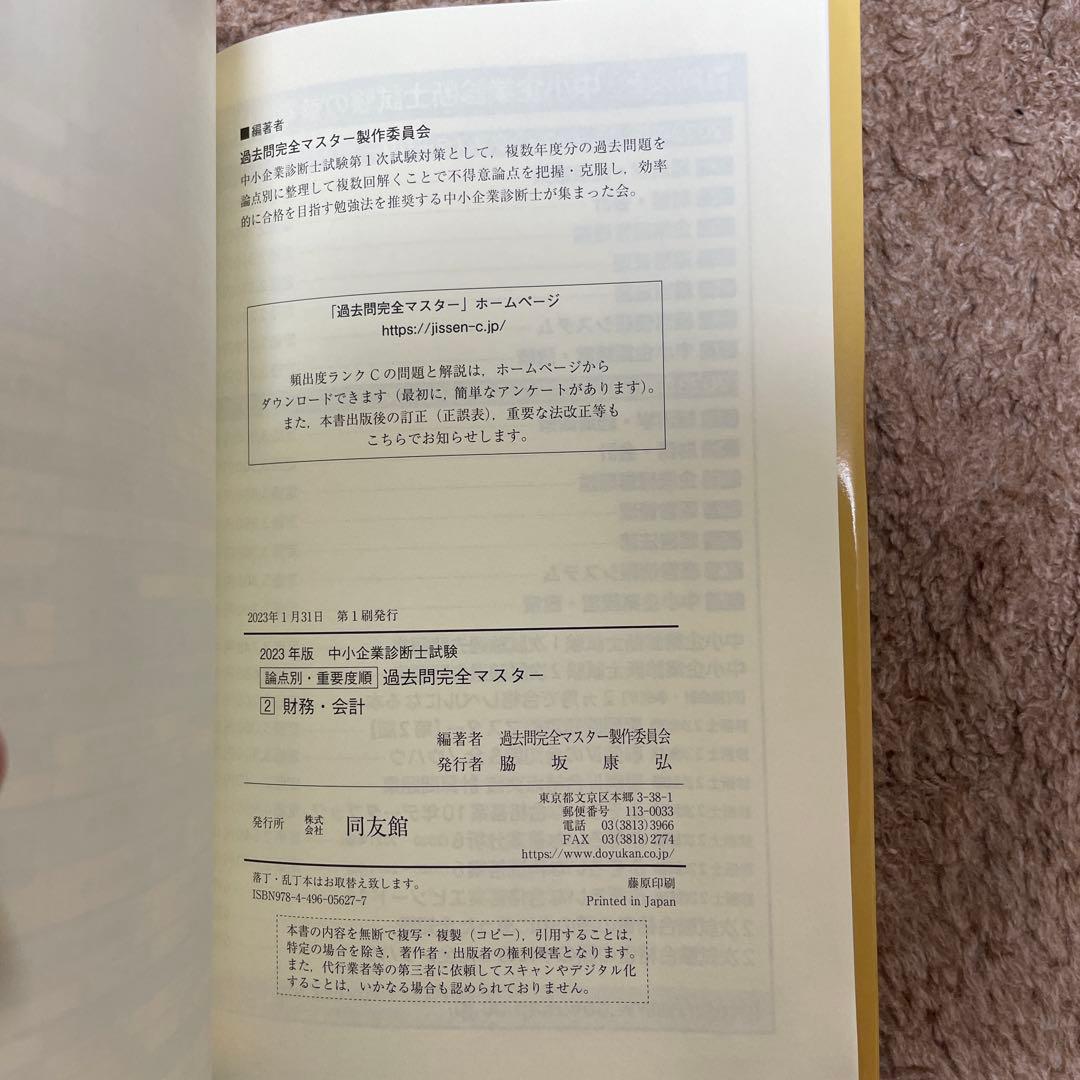 ■編著者
過去問完全マスター製作委員会
中小企業診断士試験第1次試験対策として，複数年度分の過去問題を
論点別に整理して複数回解くことで不得意論点を把握・克服し，効率
的に合格を目指す勉強法を推奨する中小企業診断士が集まった会。
「過去問完全マスター」ホームページ
https://jissen-c.jp/
頻出度ランクCの問題と解説は，ホームページから
ダウンロードできます（最初に，簡単なアンケートがあります）。
また，本書出版後の訂正（正誤表），重要な法改正等も
こちらでお知らせします。
2023年1月31日　第1刷発行
2023年版　中小企業診断士試験
論点別・重要度順 過去問完全マスター
2 財務・会計
編著者　過去問完全マスター製作委員会
発行者　脇　坂　康　弘
東京都文京区本郷 3-38-1
郵便番号　113-0033
発行所　株式会社　同友館
電話　03(3813)3966
FAX　03(3818)2774
https://www.doyukan.co.jp/
落丁・乱丁本はお取替え致します。
藤原印刷
ISBN978-4-496-05627-7
Printed in Japan
本書の内容を無断で複写・複製（コピー），引用することは，
特定の場合を除き，著作者・出版者の権利侵害となります。
また，代行業者等の第三者に依頼してスキャンやデジタル化
することは，いかなる場合も認められておりません。